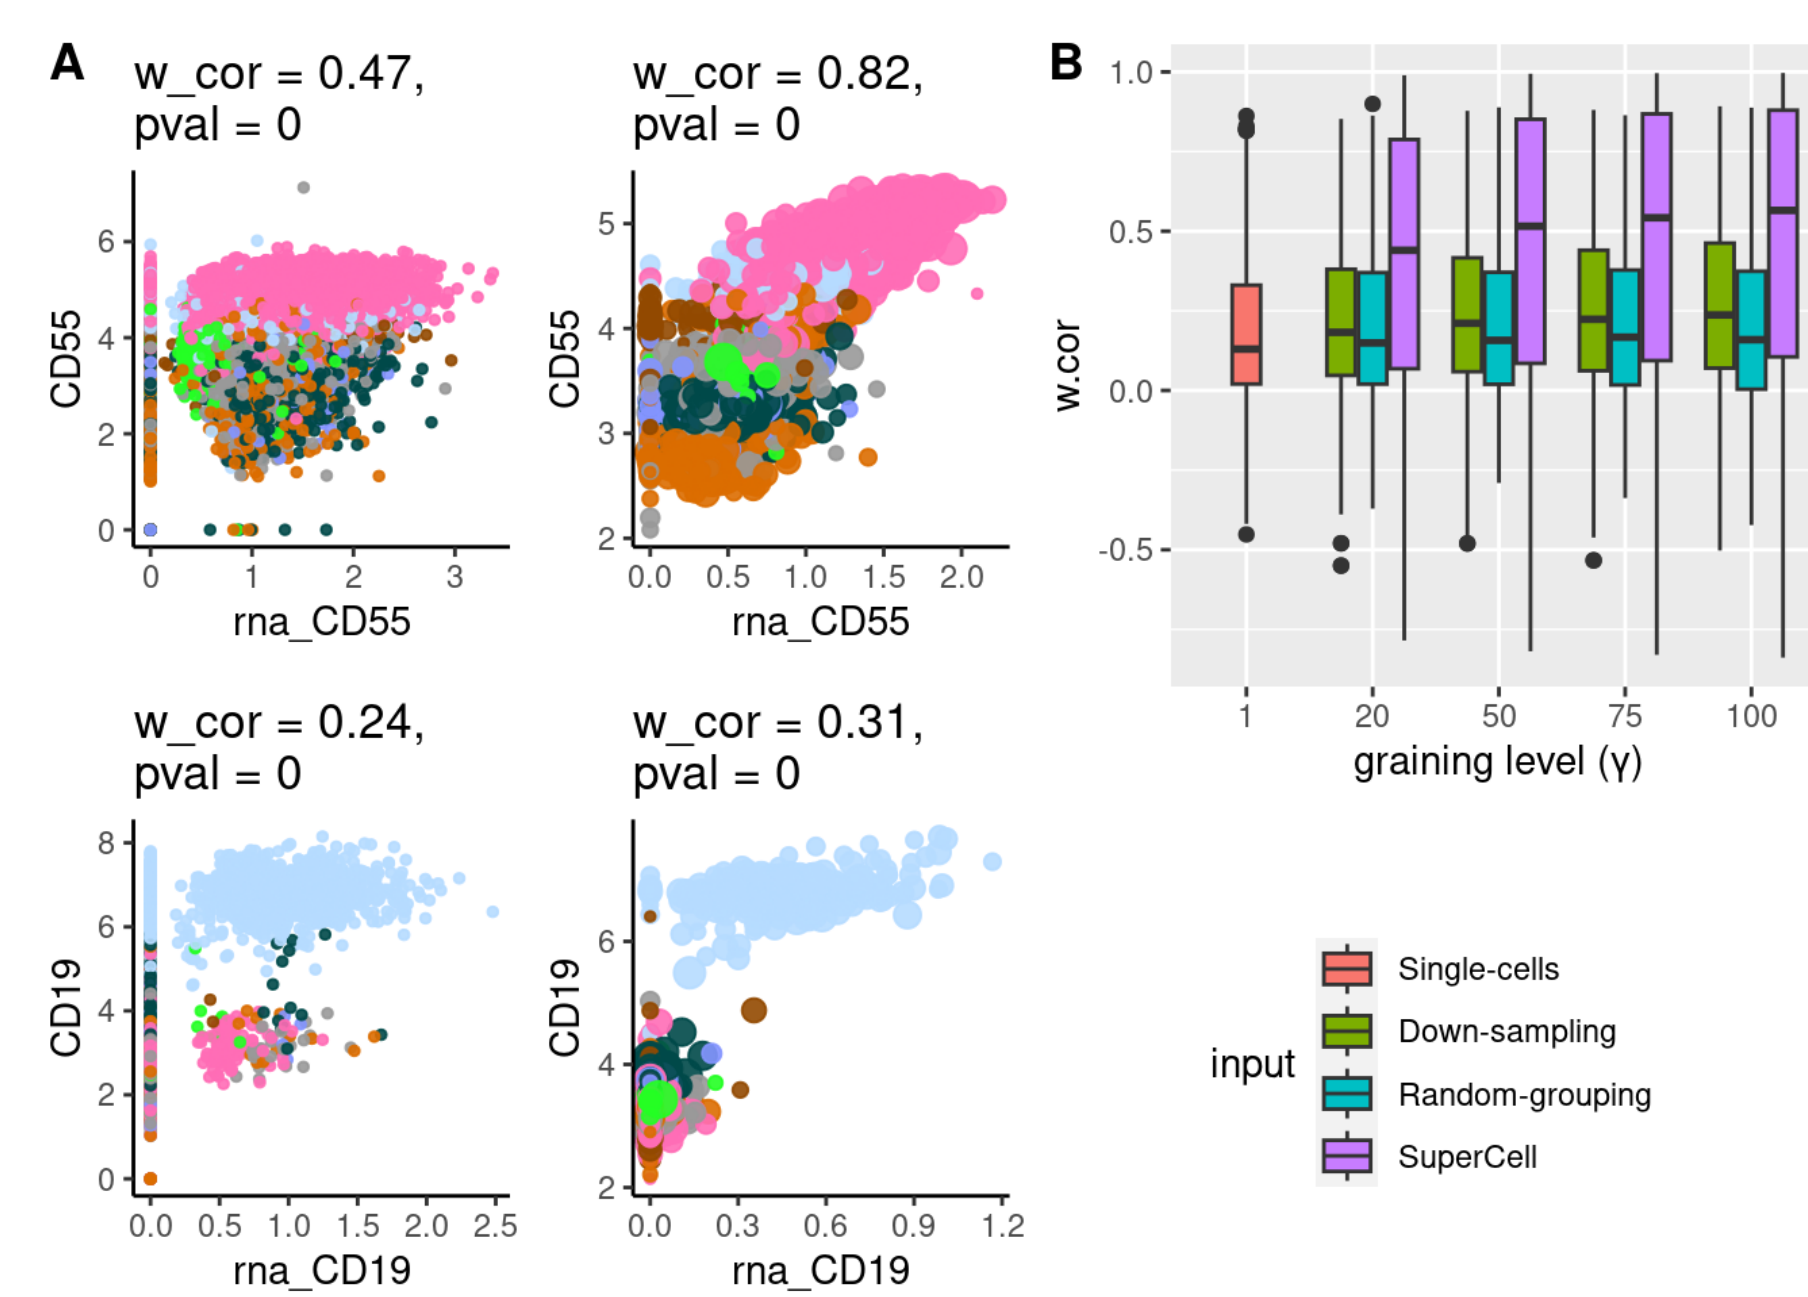 A
w_cor = 0.47,
pval = 0
CD55
6
4
2
0
0 1 2 3
rna_CD55
w_cor = 0.82,
pval = 0
CD55
5
4
3
2
0.0 0.5 1.0 1.5 2.0
rna_CD55
w_cor = 0.24,
pval = 0
CD19
8
6
4
2
0
0.0 0.5 1.0 1.5 2.0 2.5
rna_CD19
w_cor = 0.31,
pval = 0
CD19
6
4
2
0.0 0.3 0.6 0.9 1.2
rna_CD19
B
w.cor
1.0
0.5
0.0
-0.5
1 20 50 75 100
graining level (γ)
input
Single-cells
Down-sampling
Random-grouping
SuperCell